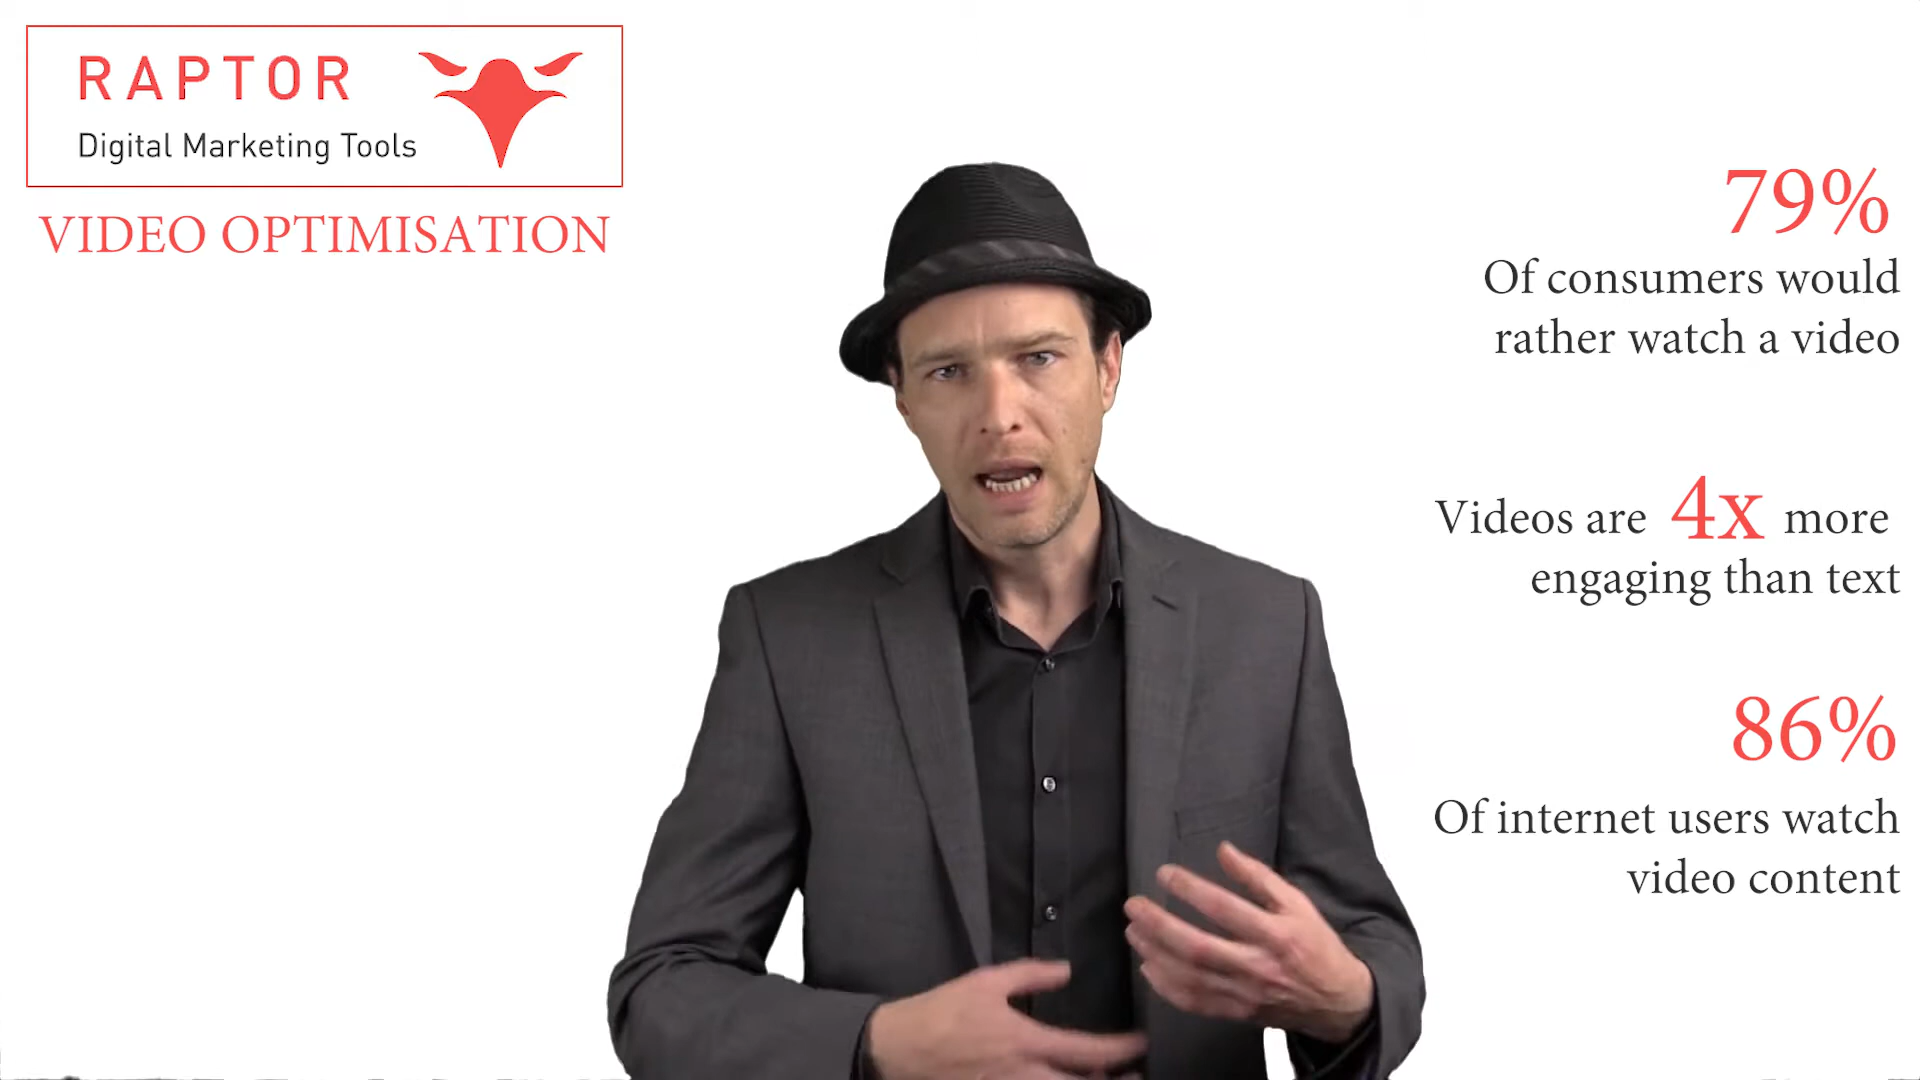 RAPTOR
Digital Marketing Tools
VIDEO OPTIMISATION
79%
Of consumers would
rather watch a video
Videos are 4x more
engaging than text
86%
Of internet users watch
video content